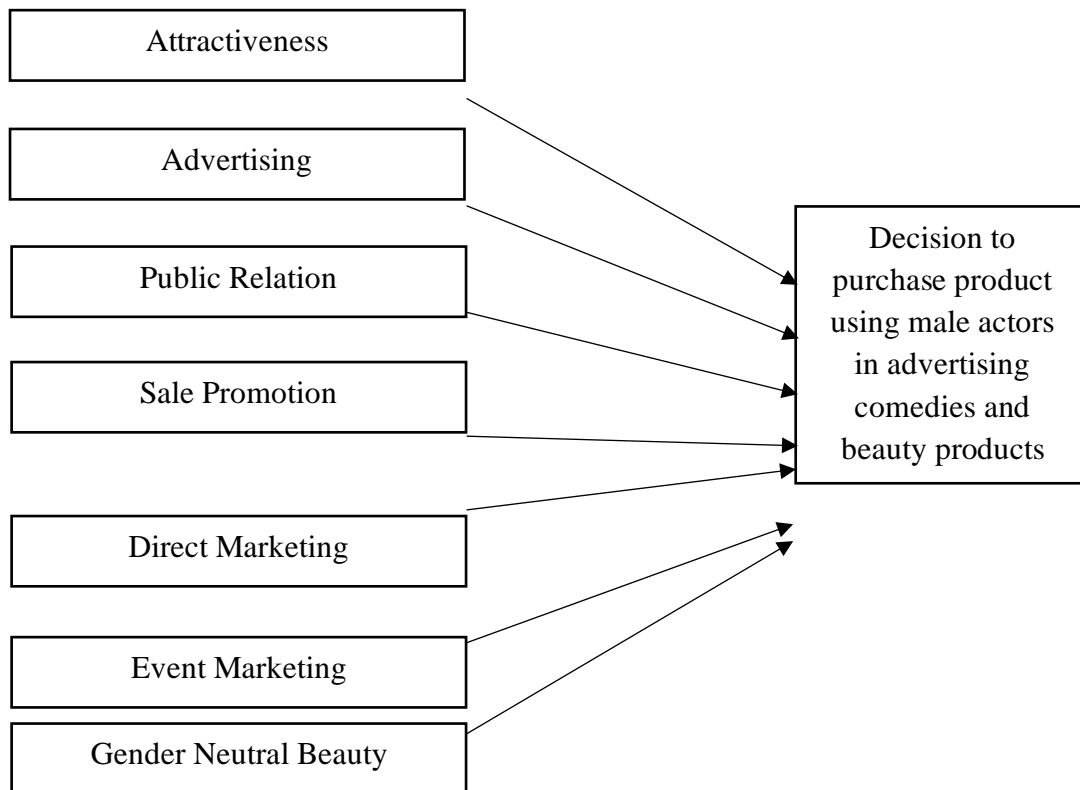 Attractiveness
Advertising
Public Relation
Sale Promotion
Direct Marketing
Event Marketing
Gender Neutral Beauty
Decision to
purchase product
using male actors
in advertising
comedies and
beauty products